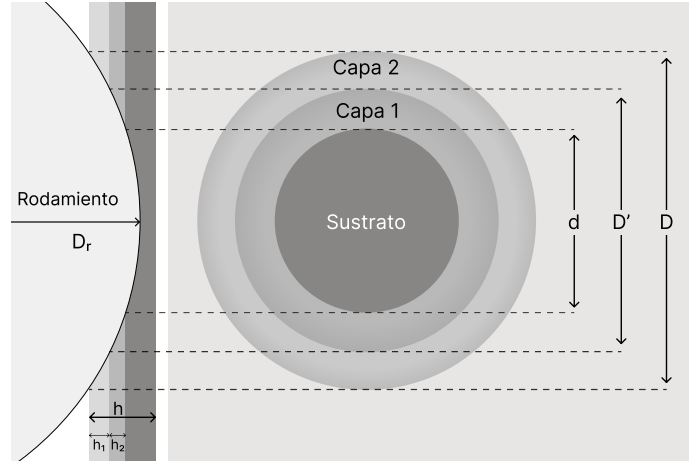 Capa 2
Capa 1
Rodamiento
Dᵣ
Sustrato
d
D’
D
h
h₁
h₂